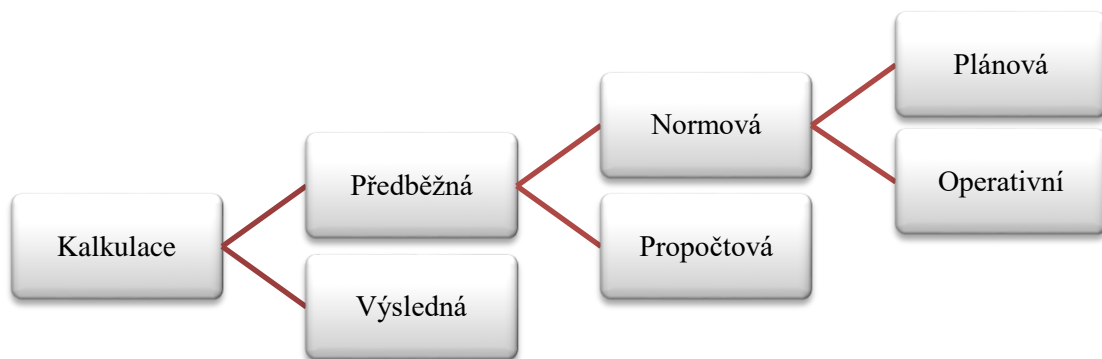 Kalkulace
Předběžná
Výsledná
Normová
Propočtová
Plánová
Operativní